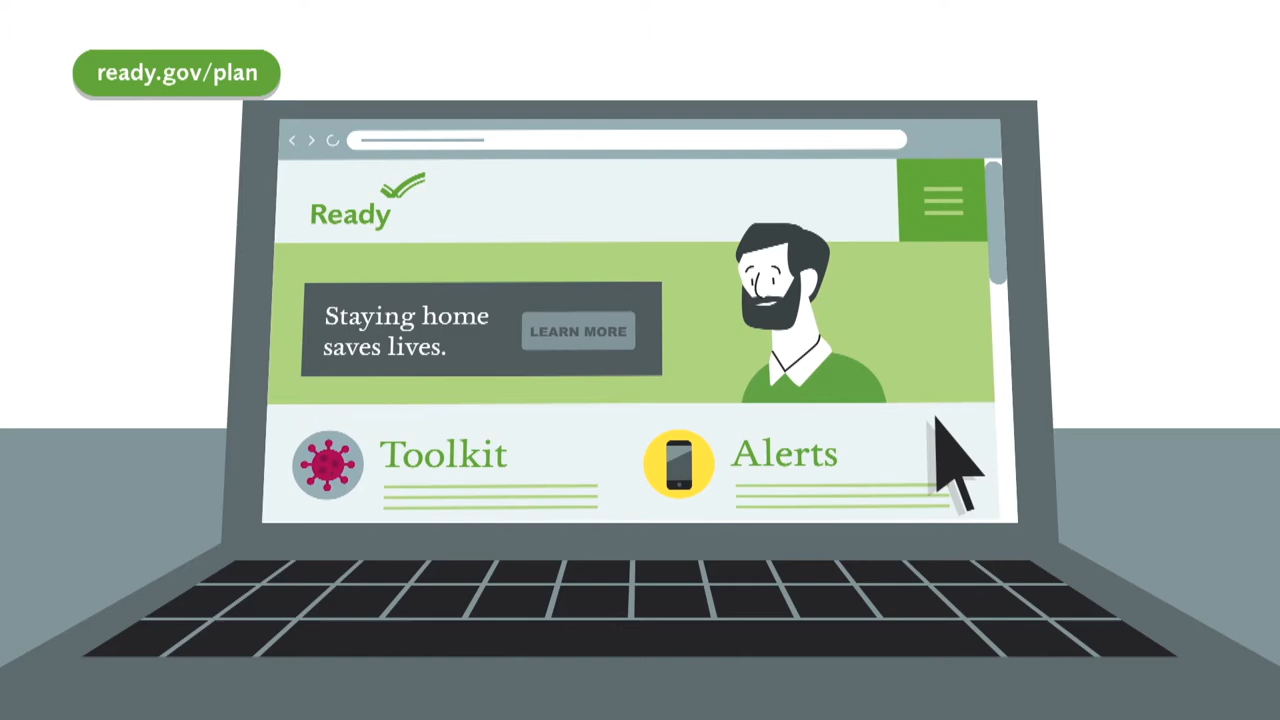 ready.gov/plan
Ready
Staying home
saves lives.
LEARN MORE
Toolkit
Alerts